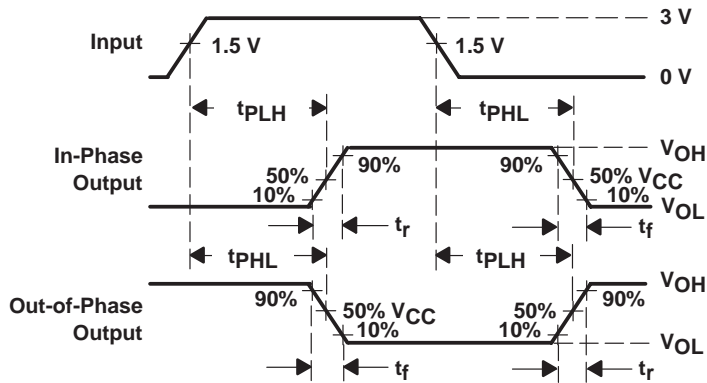 3 V
Input
1.5 V
1.5 V
0 V
tPLH
tPHL
In-Phase
Output
VOH
90%
90%
50%
50% VCC
10%
10%
VOL
tr
tf
tPHL
tPLH
VOH
Out-of-Phase
Output
90%
90%
50% VCC
50%
10%
10%
VOL
tf
tr